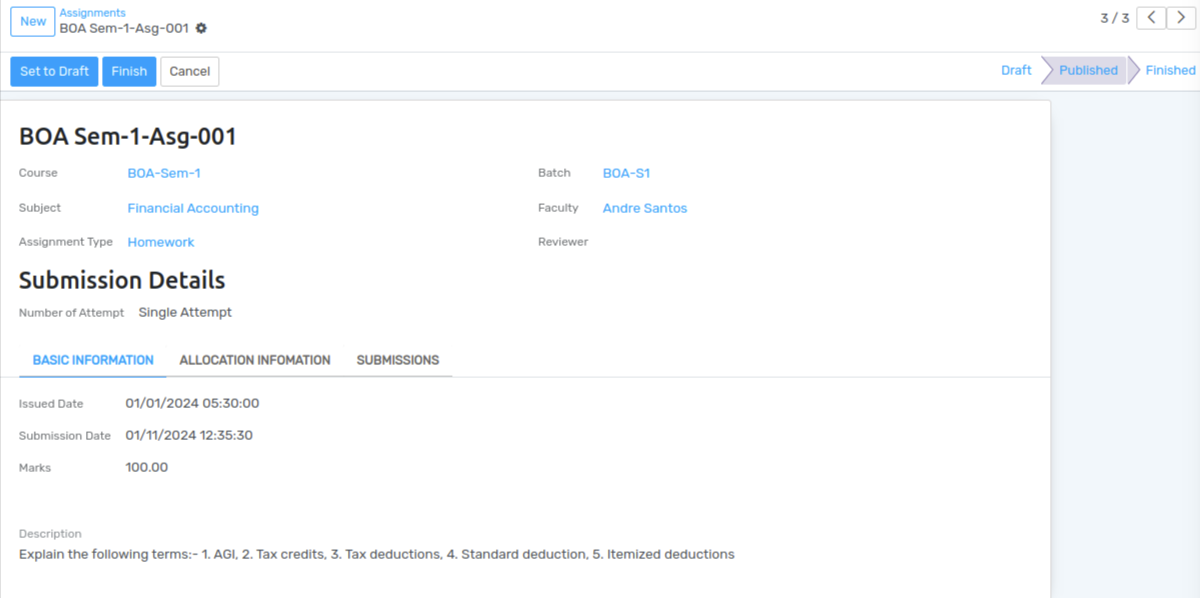 New
Assignments
BOA Sem-1-Asg-001
3 / 3
Set to Draft
Finish
Cancel
Draft
Published
Finished
BOA Sem-1-Asg-001
Course BOA-Sem-1
Batch BOA-S1
Subject Financial Accounting
Faculty Andre Santos
Assignment Type Homework
Reviewer
Submission Details
Number of Attempt Single Attempt
BASIC INFORMATION ALLOCATION INFOMATION SUBMISSIONS
Issued Date 01/01/2024 05:30:00
Submission Date 01/11/2024 12:35:30
Marks 100.00
Description
Explain the following terms:- 1. AGI, 2. Tax credits, 3. Tax deductions, 4. Standard deduction, 5. Itemized deductions